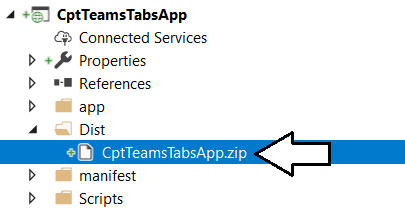 CptTeamsTabsApp
Connected Services
Properties
References
app
Dist
CptTeamsTabsApp.zip
manifest
Scripts